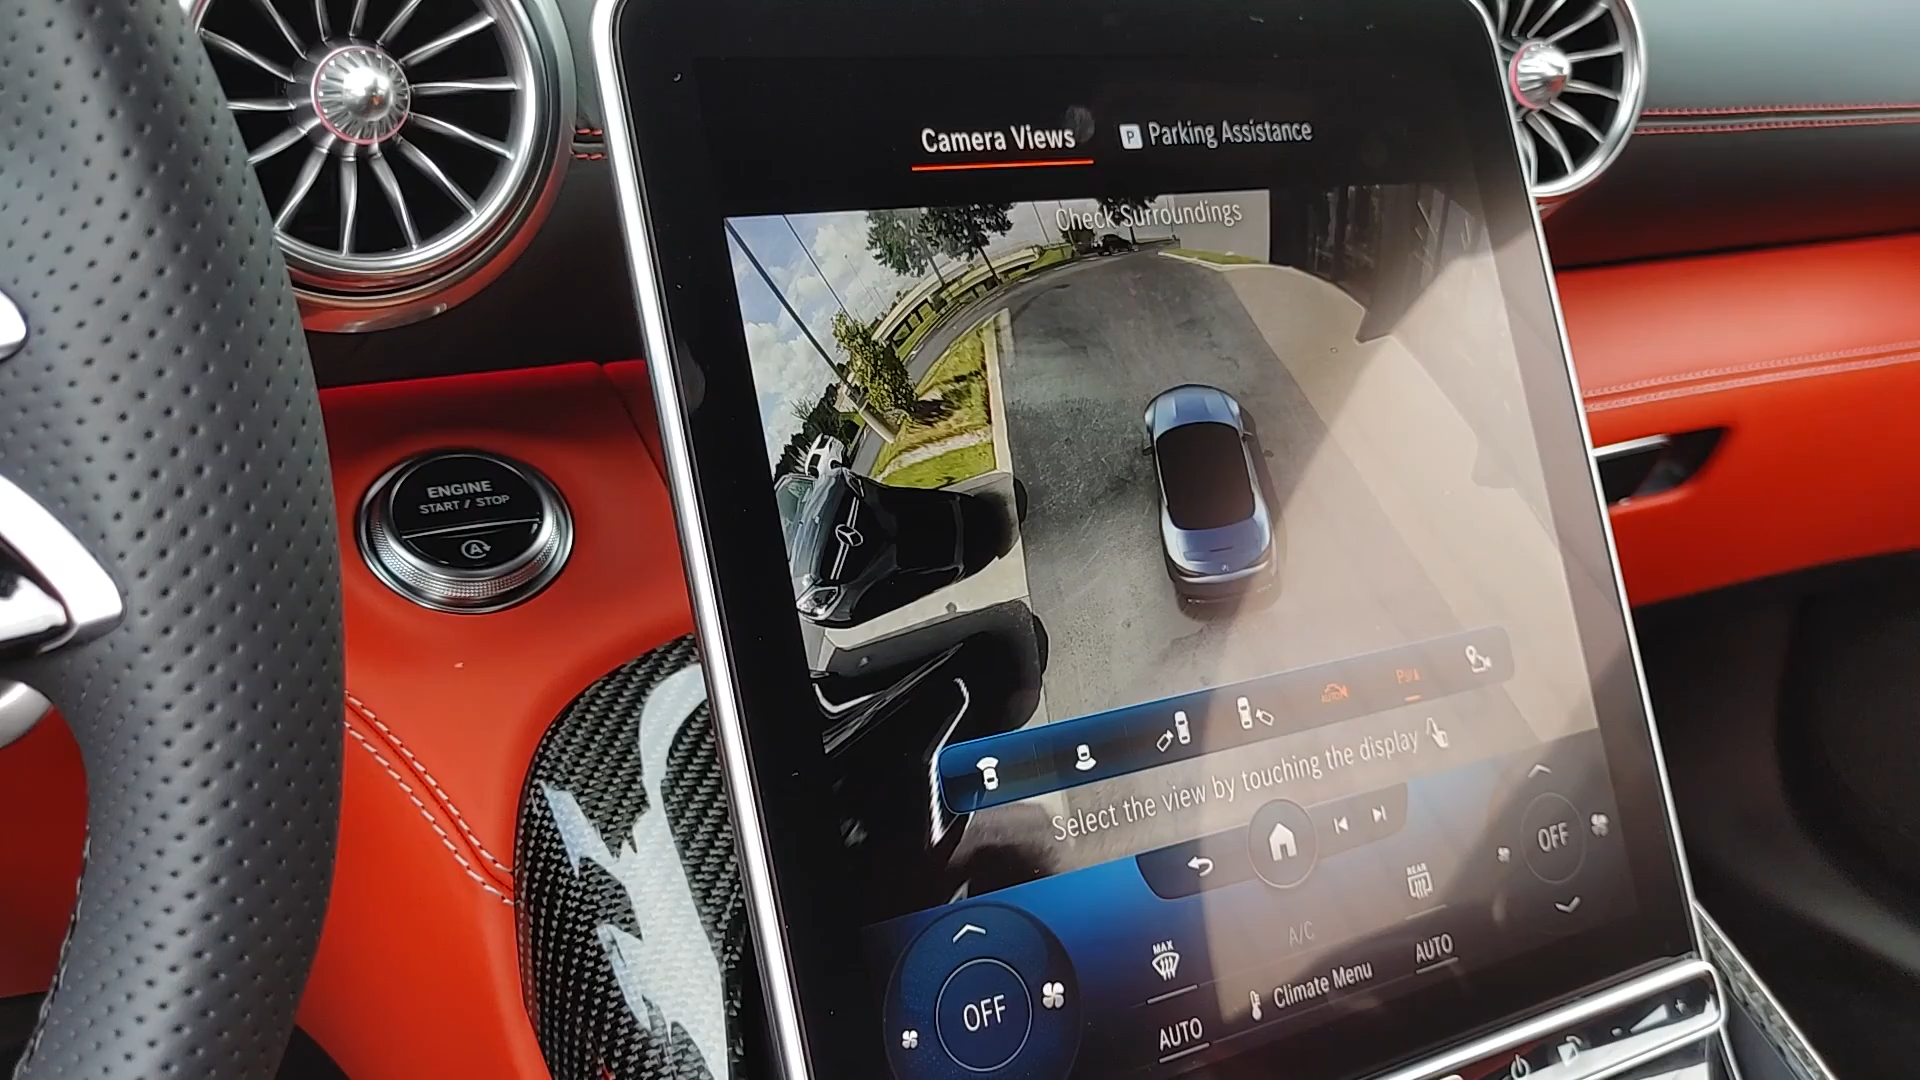 Camera Views
P Parking Assistance
Check Surroundings
ENGINE
START / STOP
A
AUTO
Select the view by touching the display
OFF
REAR
MAX
A/C
AUTO
OFF
Climate Menu
AUTO